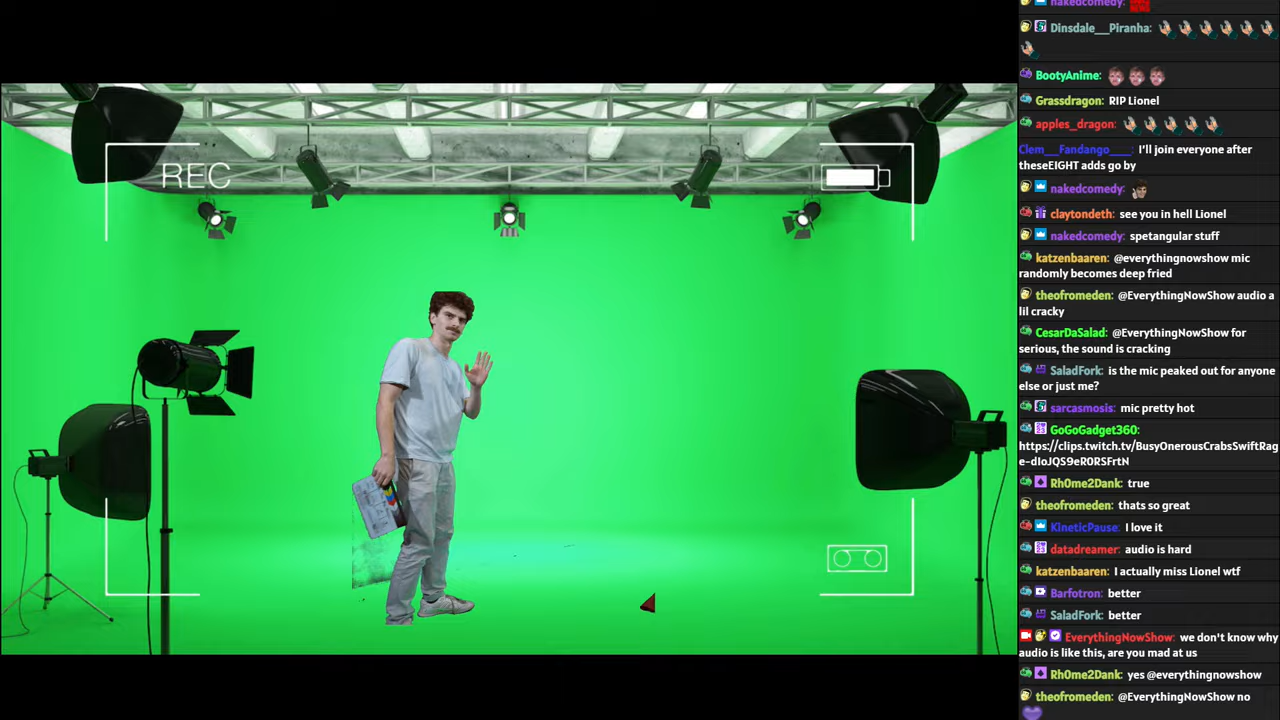 REC
nakedcomedy:
Dinsdale__Piranha:
BootyAnime:
Grassdragon: RIP Lionel
apples_dragon:
Clem__Fandango____: I'll join everyone after
theseEIGHT adds go by
nakedcomedy:
claytondeth: see you in hell Lionel
nakedcomedy: spetangular stuff
katzenbaaren: @everythingnowshow mic
randomly becomes deep fried
theofromeden: @EverythingNowShow audio a
lil cracky
CesarDaSalad: @EverythingNowShow for
serious, the sound is cracking
SaladFork: is the mic peaked out for anyone
else or just me?
sarcasmosis: mic pretty hot
GoGoGadget360:
https://clips.twitch.tv/BusyOnerousCrabsSwiftRag
e-dIoJQS9eR0RSFrtN
Rh0me2Dank: true
theofromeden: thats so great
KineticPause: I love it
datadreamer: audio is hard
katzenbaaren: I actually miss Lionel wtf
Barfotron: better
SaladFork: better
EverythingNowShow: we don't know why
audio is like this, are you mad at us
Rh0me2Dank: yes @everythingnowshow
theofromeden: @EverythingNowShow no